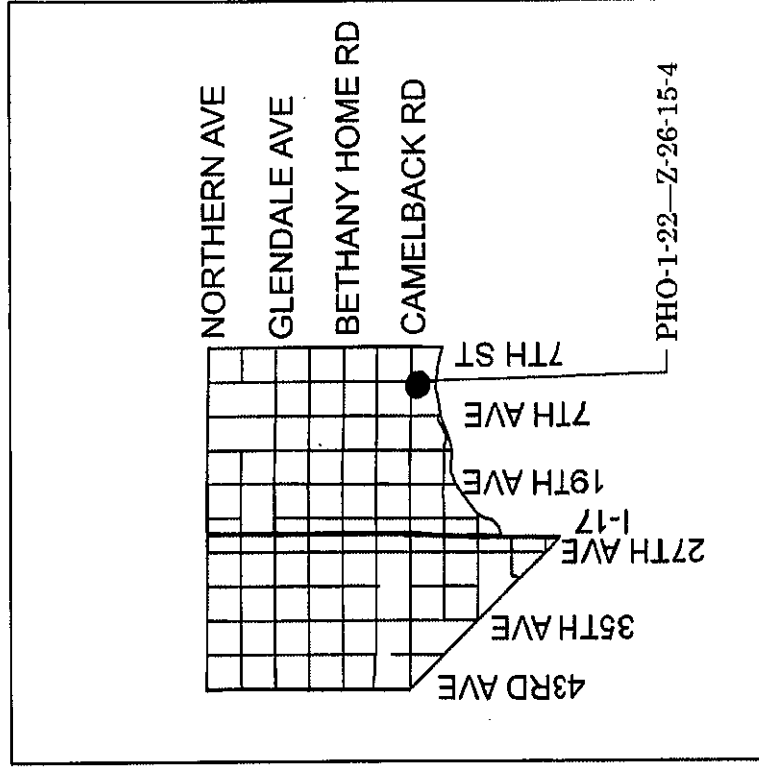 NORTHERN AVE
GLENDALE AVE
BETHANY HOME RD
CAMELBACK RD
7TH ST
7TH AVE
19TH AVE
I-17
27TH AVE
35TH AVE
43RD AVE
PHO-1-22—Z-26-15-4